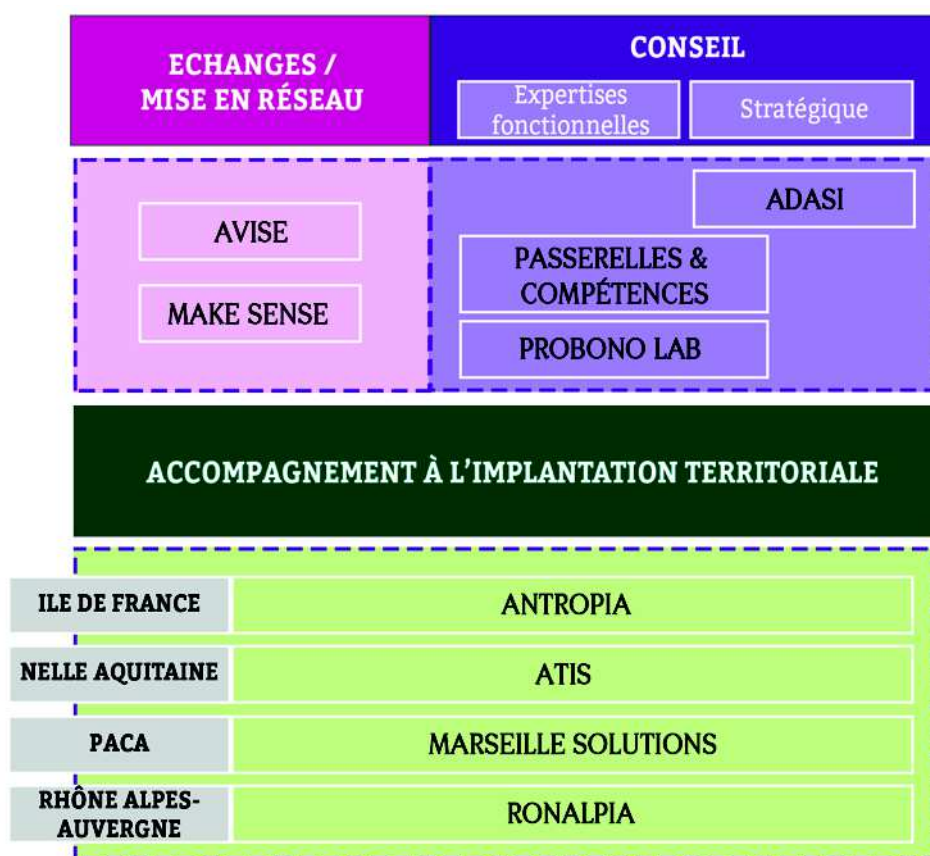 ECHANGES /
MISE EN RÉSEAU
CONSEIL
Expertises
fonctionnelles
Stratégique
AVISE
MAKE SENSE
ADASI
PASSERELLES &
COMPÉTENCES
PROBONO LAB
ACCOMPAGNEMENT À L'IMPLANTATION TERRITORIALE
ILE DE FRANCE
ANTROPIA
NELLE AQUITAINE
ATIS
PACA
MARSEILLE SOLUTIONS
RHÔNE ALPES-
AUVERGNE
RONALPIA